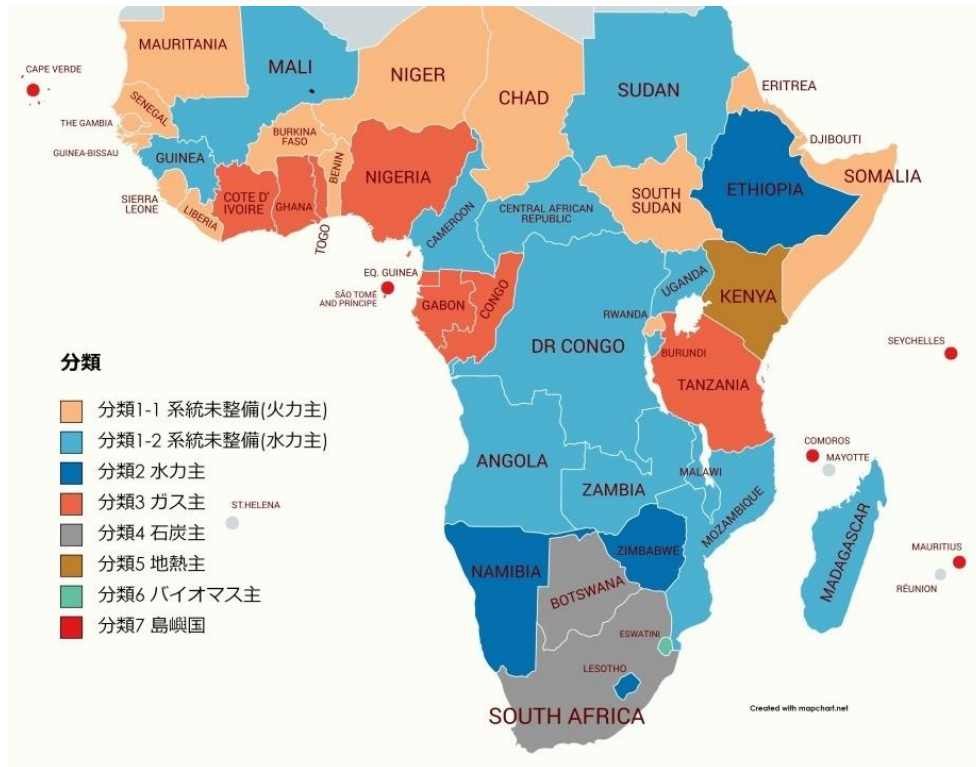 MAURITANIA
MALI
NIGER
CHAD
SUDAN
ERITREA
CAPE VERDE
SENEGAL
THE GAMBIA
GUINEA-BISSAU
GUINEA
BURKINA
FASO
BENIN
NIGERIA
DJIBOUTI
SOMALIA
ETHIOPIA
SOUTH
SUDAN
SIERRA
LEONE
LIBERIA
COTE D'
IVOIRE
GHANA
TOGO
CAMEROON
CENTRAL AFRICAN
REPUBLIC
EQ. GUINEA
SÃO TOMÉ
AND PRÍNCIPE
GABON
CONGO
UGANDA
KENYA
RWANDA
DR CONGO
BURUNDI
TANZANIA
SEYCHELLES
分類
分類1-1 系統未整備(火力主)
分類1-2 系統未整備(水力主)
分類2 水力主
分類3 ガス主
分類4 石炭主
分類5 地熱主
分類6 バイオマス主
分類7 島嶼国
ST.HELENA
ANGOLA
ZAMBIA
MALAWI
MOZAMBIQUE
COMOROS
MAYOTTE
MADAGASCAR
MAURITIUS
RÉUNION
NAMIBIA
ZIMBABWE
BOTSWANA
ESWATINI
LESOTHO
SOUTH AFRICA
Created with mapchart.net